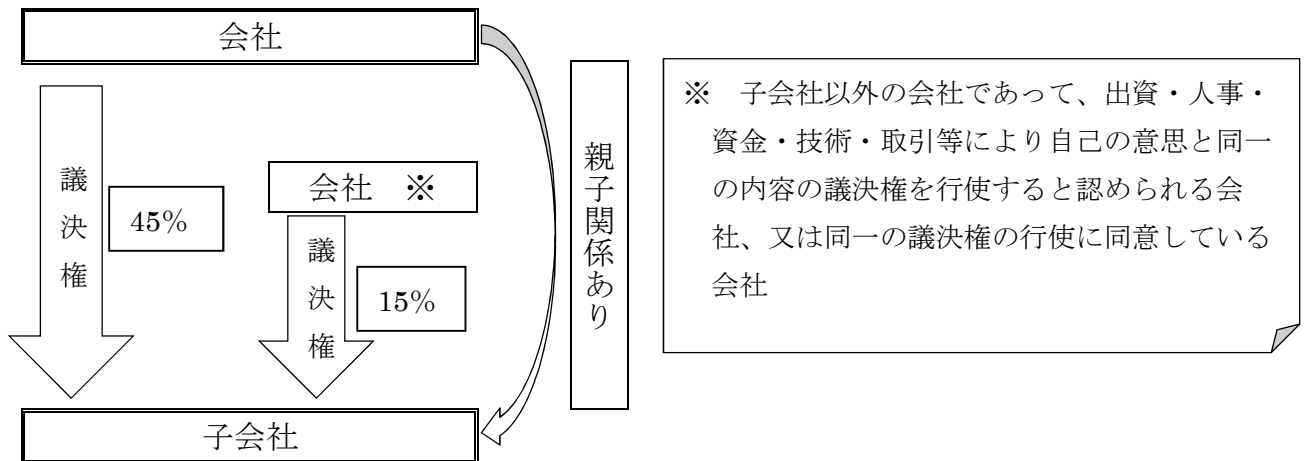 会社
議決権
45%
会社　※
議決権
15%
子会社
親子関係あり
※　子会社以外の会社であって、出資・人事・
資金・技術・取引等により自己の意思と同一
の内容の議決権を行使すると認められる会
社、又は同一の議決権の行使に同意している
会社